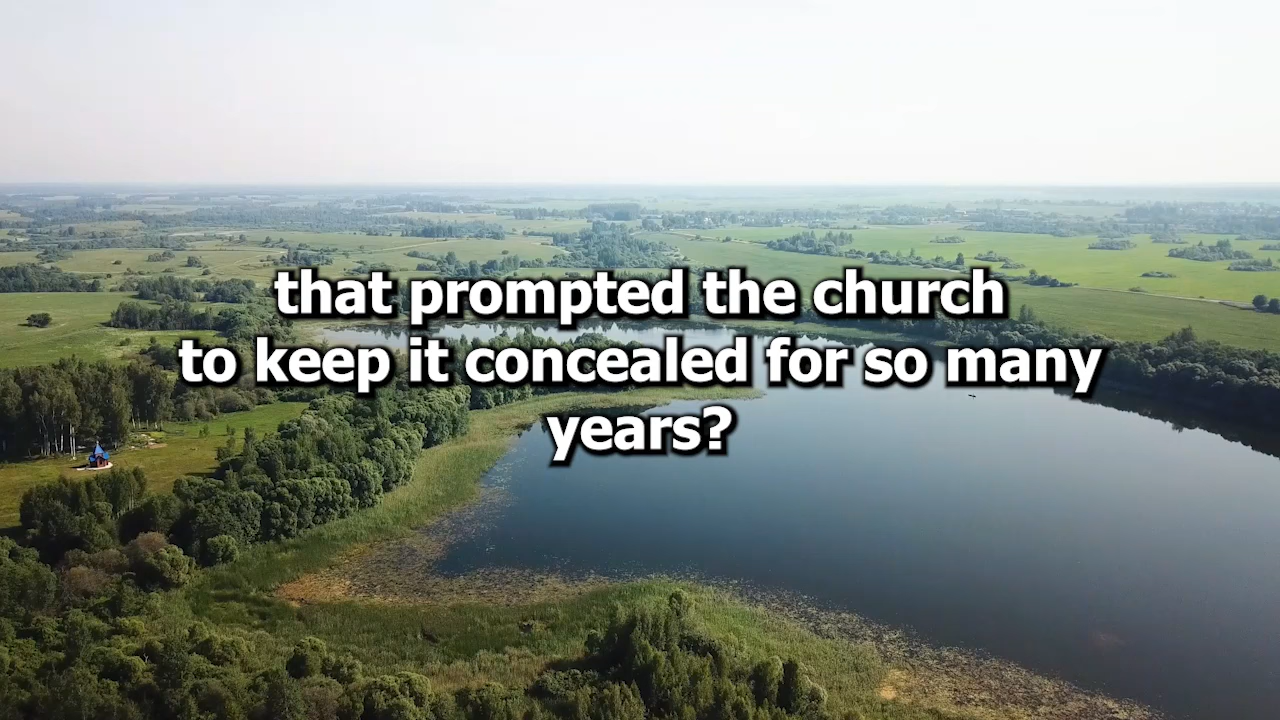 that prompted the church
to keep it concealed for so many
years?